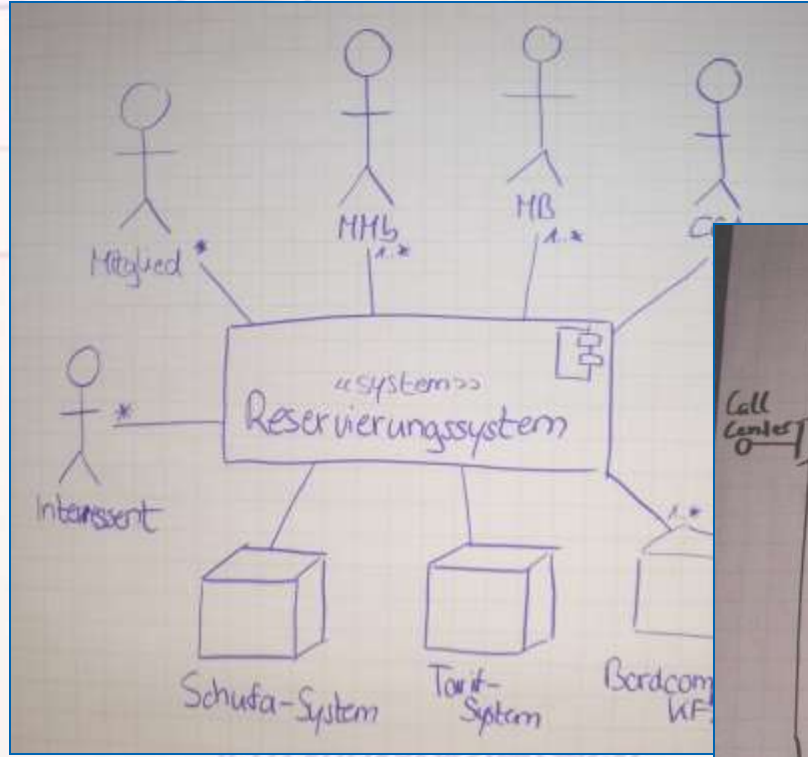 Mitglied *
MMb
1..*
MB
1..*
«system»
Reservierungssystem
*
Interessent
Schufa-System
Tarif-
System
1..*
Call
Center